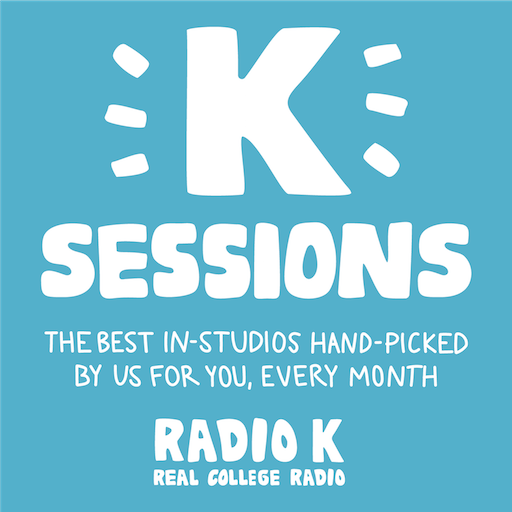 K
SESSIONS
THE BEST IN-STUDIOS HAND-PICKED
BY US FOR YOU, EVERY MONTH
RADIO K
REAL COLLEGE RADIO